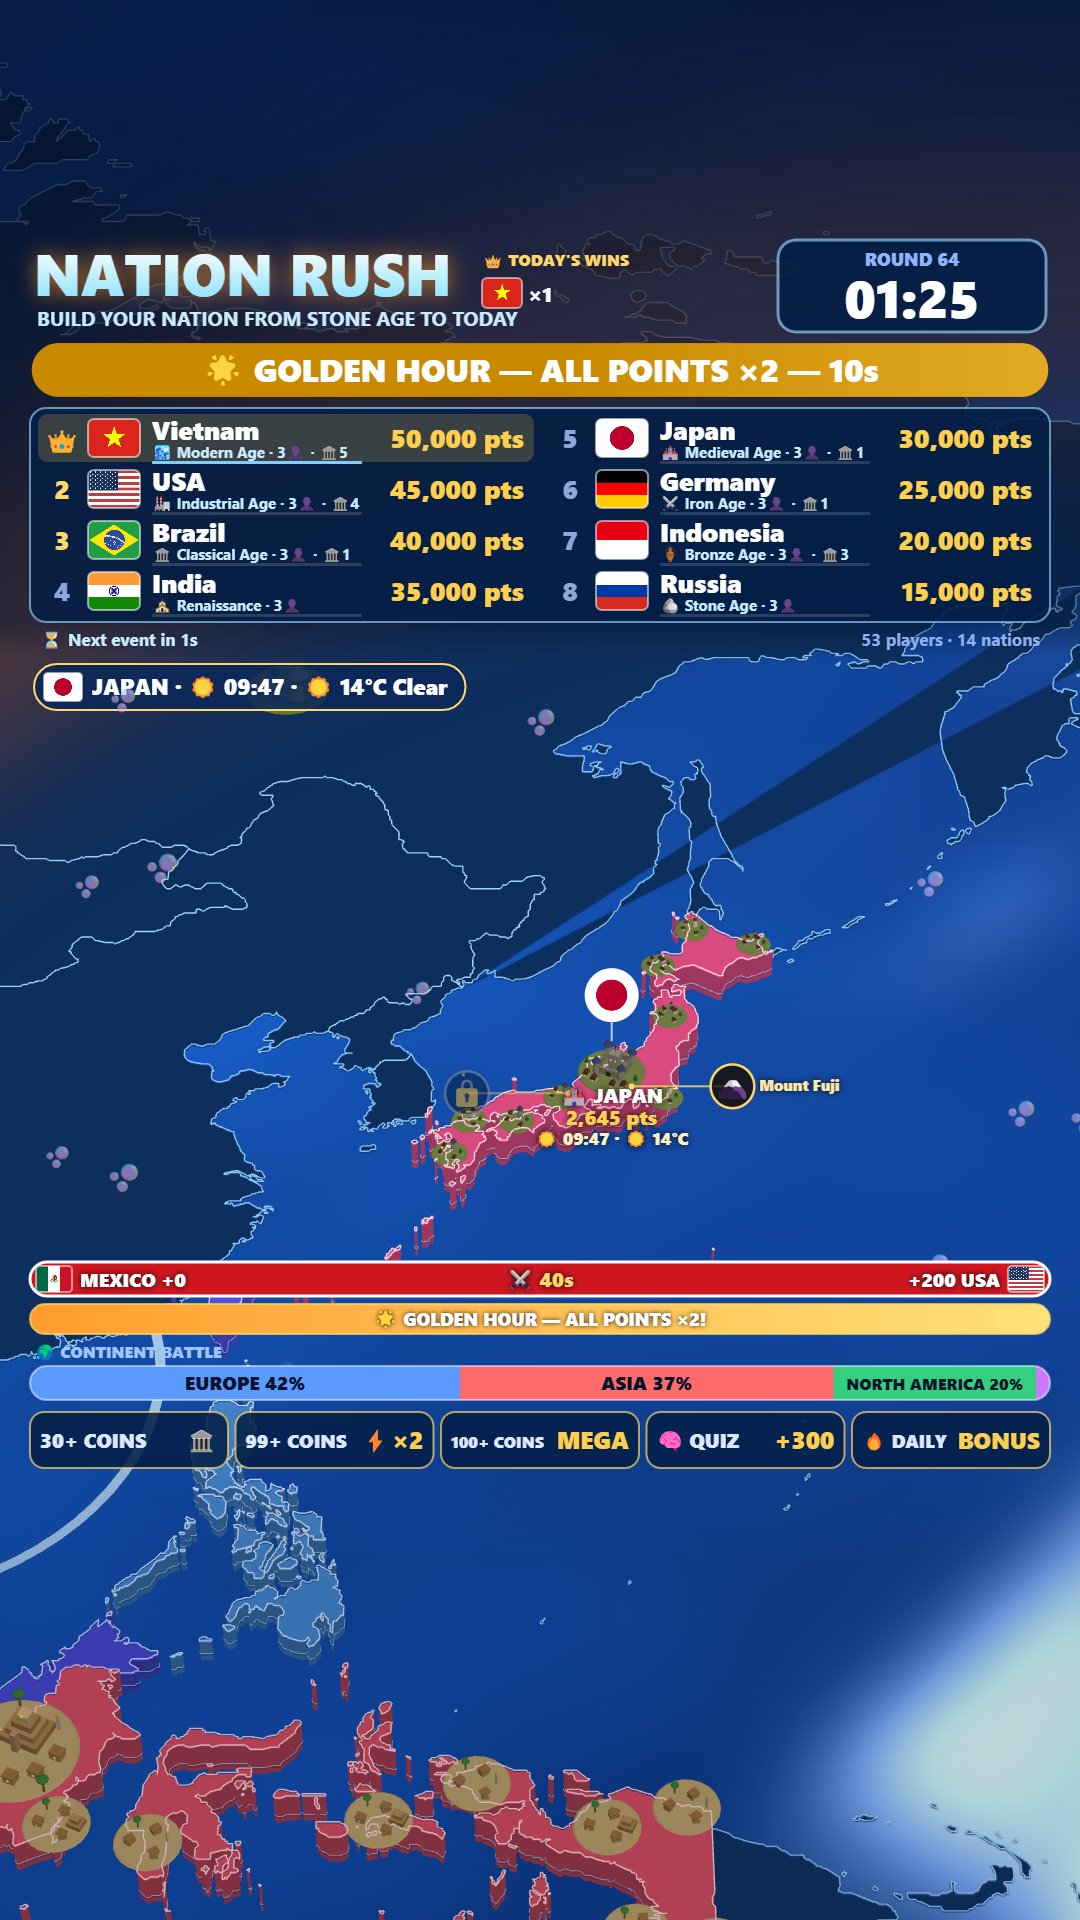 NATION RUSH
BUILD YOUR NATION FROM STONE AGE TO TODAY
TODAY'S WINS
×1
ROUND 64
01:25
GOLDEN HOUR — ALL POINTS ×2 — 10s
Vietnam 50,000 pts
Modern Age · 3 · 5
2 USA 45,000 pts
Industrial Age · 3 · 4
3 Brazil 40,000 pts
Classical Age · 3 · 1
4 India 35,000 pts
Renaissance · 3
5 Japan 30,000 pts
Medieval Age · 3 · 1
6 Germany 25,000 pts
Iron Age · 3 · 1
7 Indonesia 20,000 pts
Bronze Age · 3 · 3
8 Russia 15,000 pts
Stone Age · 3
Next event in 1s
53 players · 14 nations
JAPAN · 09:47 · 14°C Clear
Mount Fuji
JAPAN
2,645 pts
09:47 · 14°C
MEXICO +0 40s +200 USA
GOLDEN HOUR — ALL POINTS ×2!
CONTINENT BATTLE
EUROPE 42% ASIA 37% NORTH AMERICA 20%
30+ COINS
99+ COINS ×2
100+ COINS MEGA
QUIZ +300
DAILY BONUS